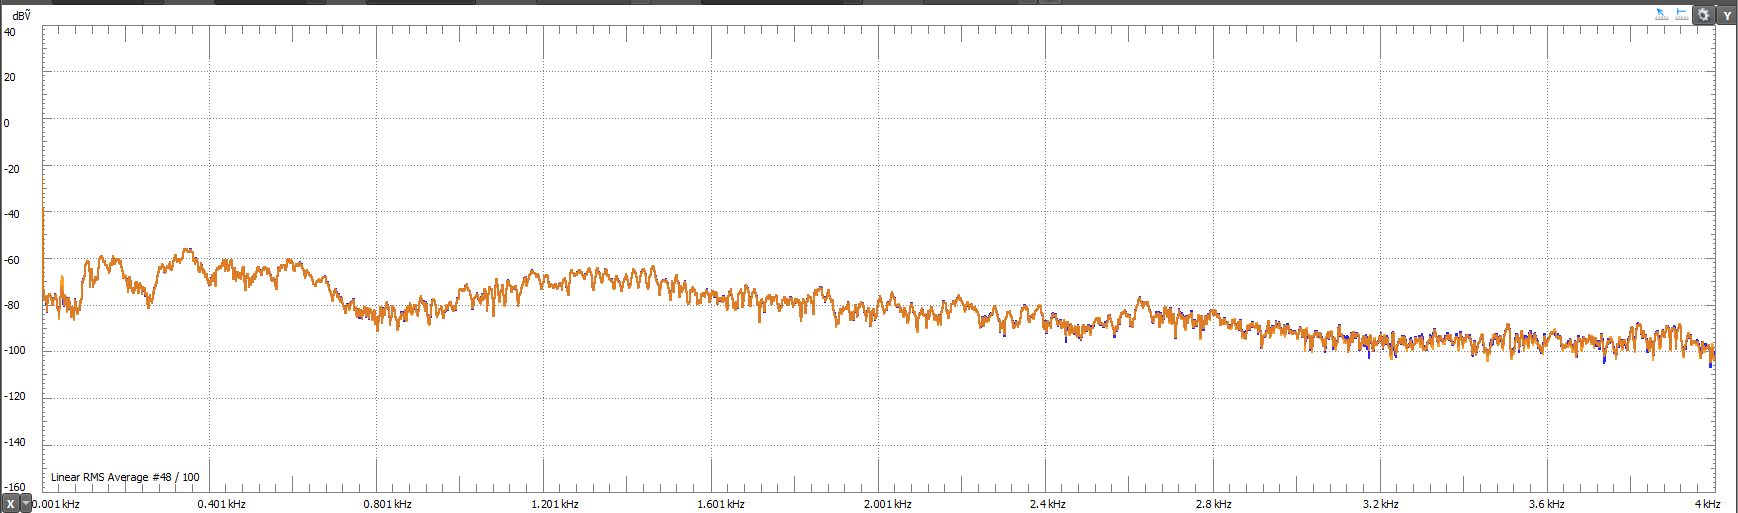 dBṼ
Y
40
20
0
-20
-40
-60
-80
-100
-120
-140
-160
Linear RMS Average #48 / 100
X
0.001 kHz 0.401 kHz 0.801 kHz 1.201 kHz 1.601 kHz 2.001 kHz 2.4 kHz 2.8 kHz 3.2 kHz 3.6 kHz 4 kHz